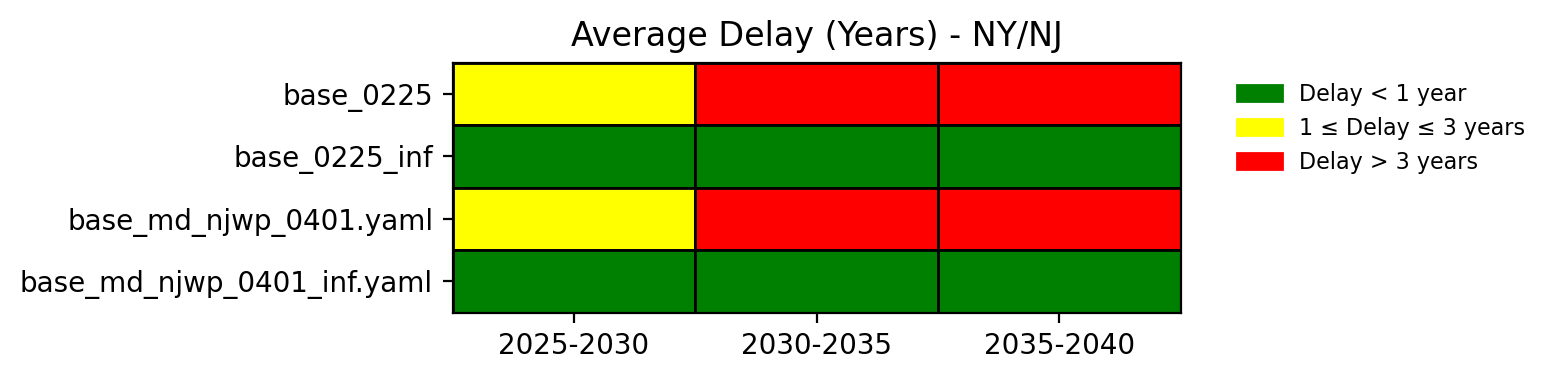 Average Delay (Years) - NY/NJ
base_0225
base_0225_inf
base_md_njwp_0401.yaml
base_md_njwp_0401_inf.yaml
2025-2030
2030-2035
2035-2040
Delay < 1 year
1 ≤ Delay ≤ 3 years
Delay > 3 years